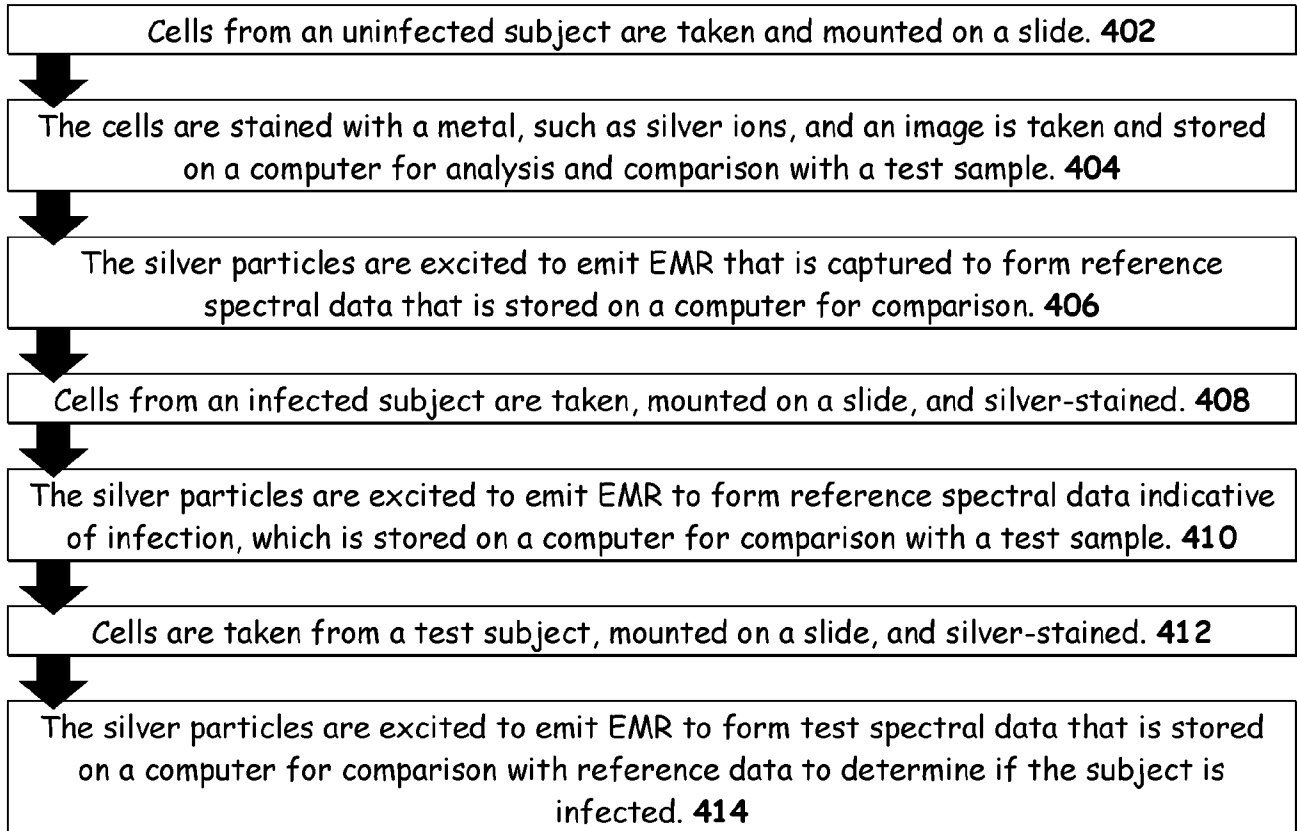 Cells from an uninfected subject are taken and mounted on a slide. 402
The cells are stained with a metal, such as silver ions, and an image is taken and stored
on a computer for analysis and comparison with a test sample. 404
The silver particles are excited to emit EMR that is captured to form reference
spectral data that is stored on a computer for comparison. 406
Cells from an infected subject are taken, mounted on a slide, and silver-stained. 408
The silver particles are excited to emit EMR to form reference spectral data indicative
of infection, which is stored on a computer for comparison with a test sample. 410
Cells are taken from a test subject, mounted on a slide, and silver-stained. 412
The silver particles are excited to emit EMR to form test spectral data that is stored
on a computer for comparison with reference data to determine if the subject is
infected. 414